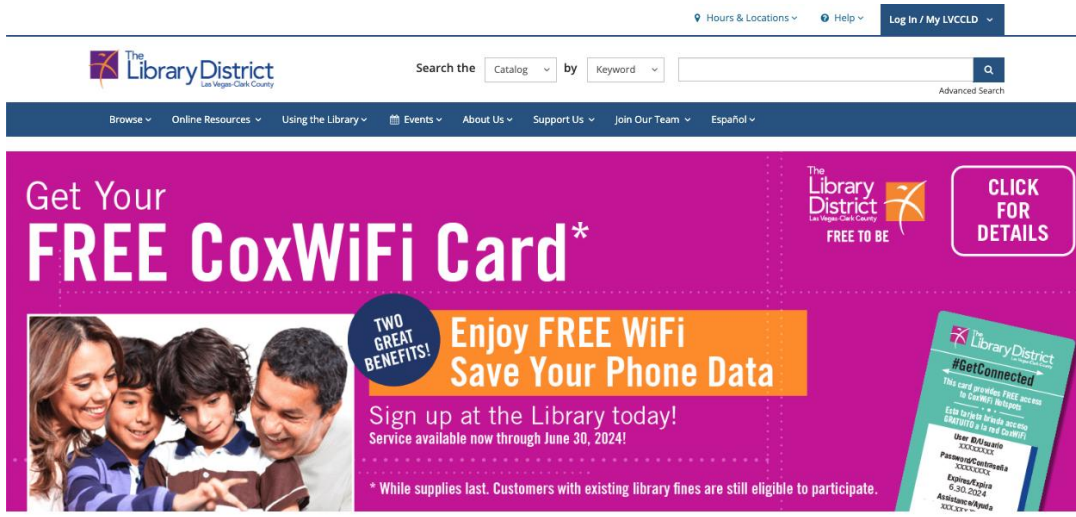 Hours & Locations
Help
Log In / My LVCCLD
The
Library District
Las Vegas-Clark County
Search the
Catalog
by
Keyword
Advanced Search
Browse
Online Resources
Using the Library
Events
About Us
Support Us
Join Our Team
Español
Get Your
FREE CoxWiFi Card*
The
Library
District
Las Vegas-Clark County
FREE TO BE
CLICK
FOR
DETAILS
TWO
GREAT
BENEFITS!
Enjoy FREE WiFi
Save Your Phone Data
Sign up at the Library today!
Service available now through June 30, 2024!
* While supplies last. Customers with existing library fines are still eligible to participate.
The
Library District
Las Vegas-Clark County
#GetConnected
This card provides FREE access
to CoxWiFi Hotspots
Esta tarjeta brinda acceso
GRATUITO a la red CoxWiFi
User ID/Usuario
XXXXXXXX
Password/Contraseña
XXXXXXXX
Expires/Expira
6.30.2024
Assistance/Ayuda